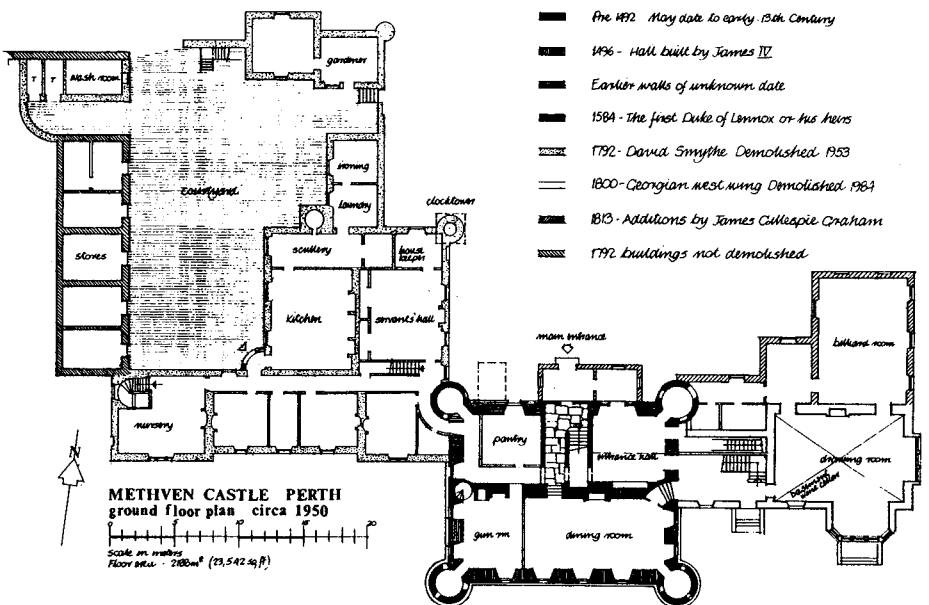 Pre 1492 May date to early 13th Century
1496 - Hall built by James IV
Earlier walls of unknown date
1584 - The first Duke of Lennox or his heirs
1792 - David Smythe Demolished 1953
1800 - Georgian west wing Demolished 1984
1813 - Additions by James Gillespie Graham
1792 buildings not demolished
gardener
T T Wash room
ironing
Courtyard
laundry
clocktower
scullery
house keeper
stores
kitchen
servants' hall
main entrance
billiard room
nursery
pantry
entrance hall
drawing room
basement wine cellar
gun rm
dining room
N
METHVEN CASTLE PERTH
ground floor plan circa 1950
0 5 10 15 20
Scale in meters
Floor area - 2188m² (23,542 sq,ft)